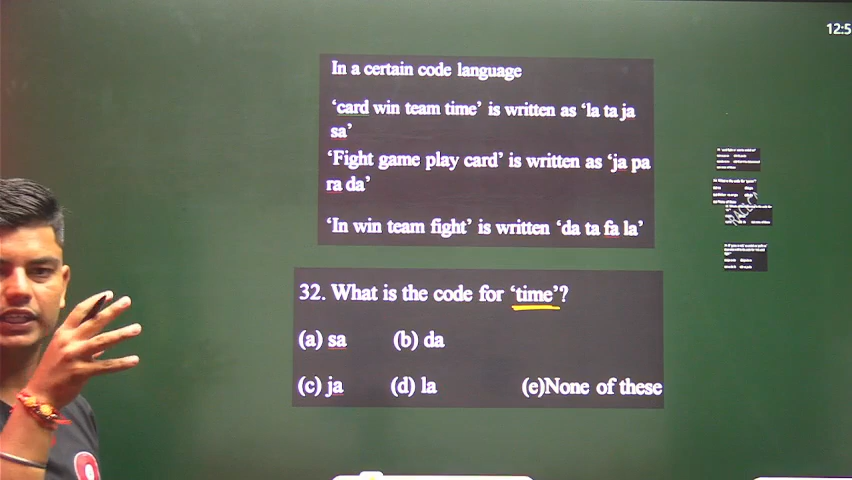 12:5
In a certain code language
‘card win team time’ is written as ‘la ta ja
sa’
‘Fight game play card’ is written as ‘ja pa
ra da’
‘In win team fight’ is written ‘da ta fa la’
32. What is the code for ‘time’?
(a) sa (b) da
(c) ja (d) la (e)None of these